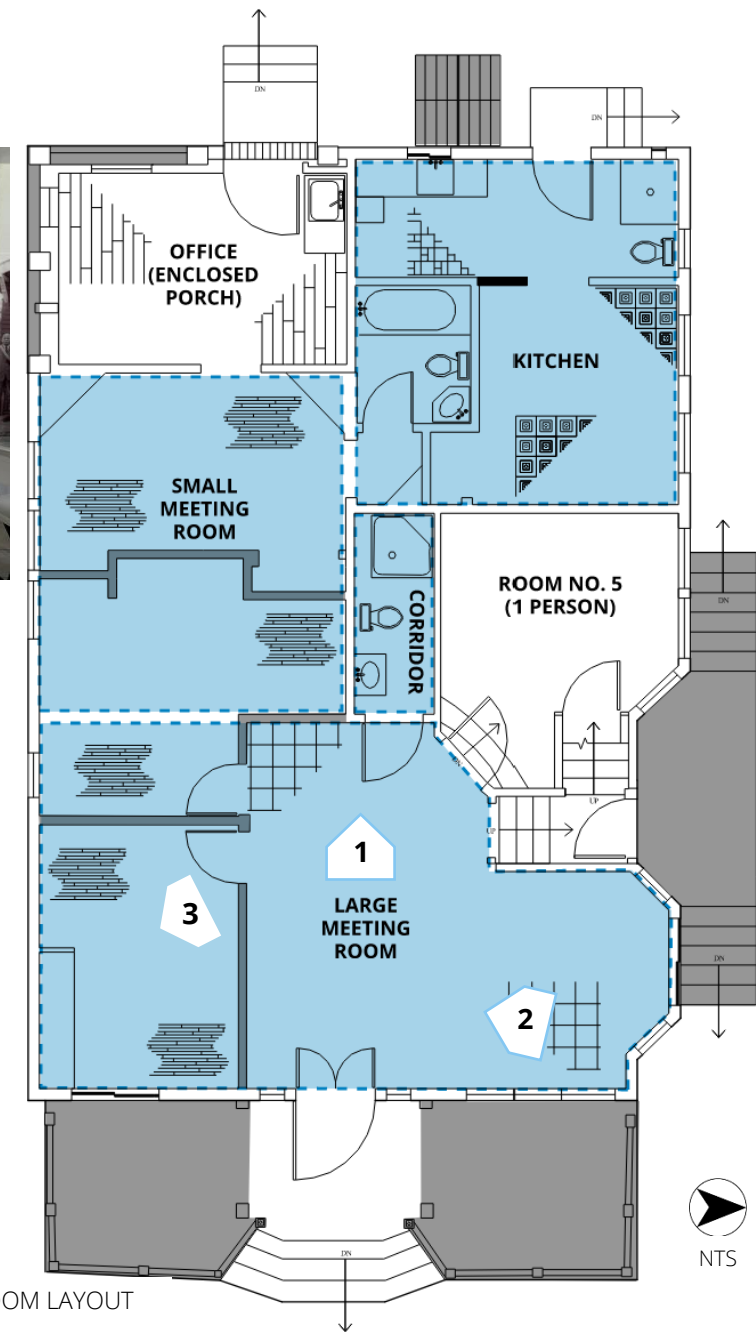 DN
DN
OFFICE
(ENCLOSED
PORCH)
KITCHEN
SMALL
MEETING
ROOM
CORRIDOR
ROOM NO. 5
(1 PERSON)
DN
DN
UP
UP
1
LARGE
MEETING
ROOM
3
2
DN
DN
NTS
OM LAYOUT